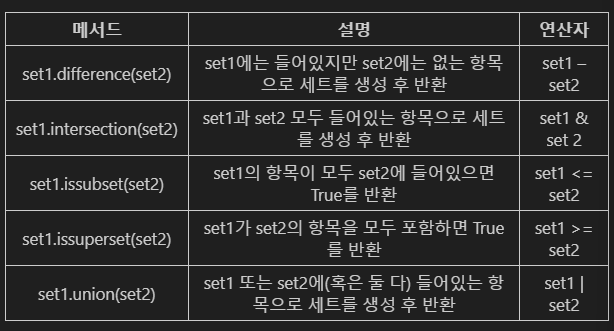 메서드 설명 연산자
set1.difference(set2) set1에는 들어있지만 set2에는 없는 항목 set1 –
으로 세트를 생성 후 반환 set2
set1.intersection(set2) set1과 set2 모두 들어있는 항목으로 세트 set1 &
를 생성 후 반환 set 2
set1.issubset(set2) set1의 항목이 모두 set2에 들어있으면 set1 <=
True를 반환 set2
set1.issuperset(set2) set1가 set2의 항목을 모두 포함하면 True set1 >=
를 반환 set2
set1.union(set2) set1 또는 set2에(혹은 둘 다) 들어있는 항 set1 |
목으로 세트를 생성 후 반환 set2